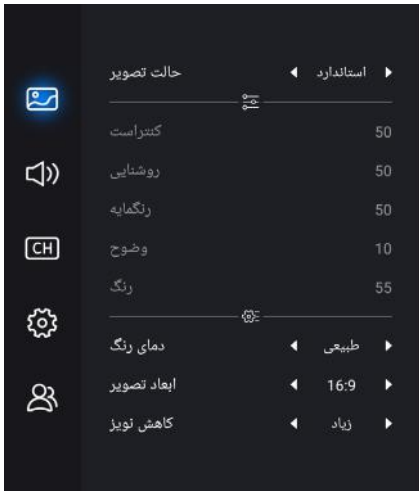 حالت تصویر استاندارد
کنتراست 50
روشنایی 50
رنگمایه 50
CH
وضوح 10
رنگ 55
دمای رنگ طبیعی
ابعاد تصویر 16:9
کاهش نویز زیاد